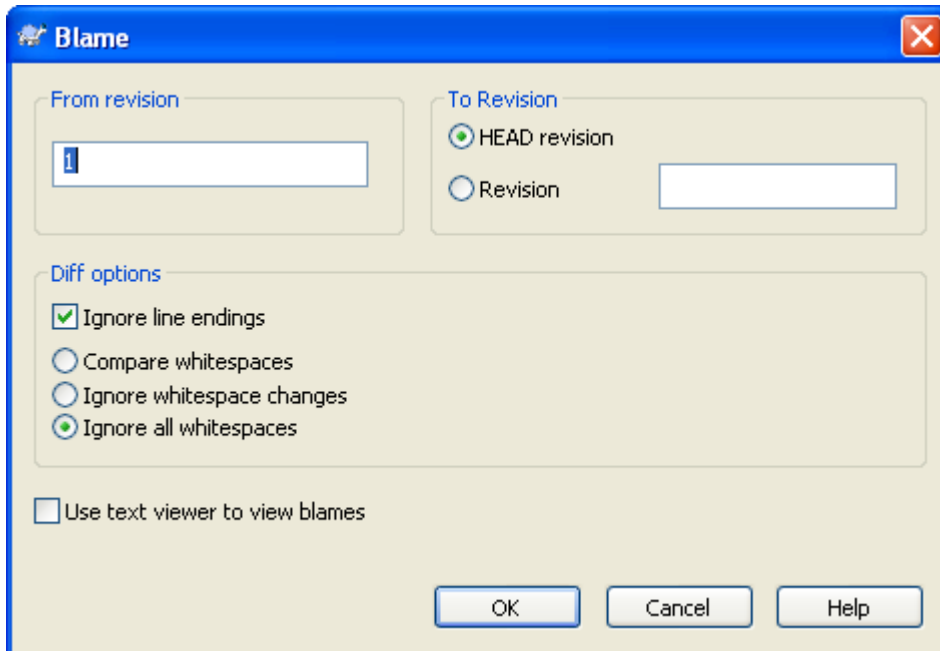 Blame
From revision
1
To Revision
HEAD revision
Revision
Diff options
Ignore line endings
Compare whitespaces
Ignore whitespace changes
Ignore all whitespaces
Use text viewer to view blames
OK Cancel Help